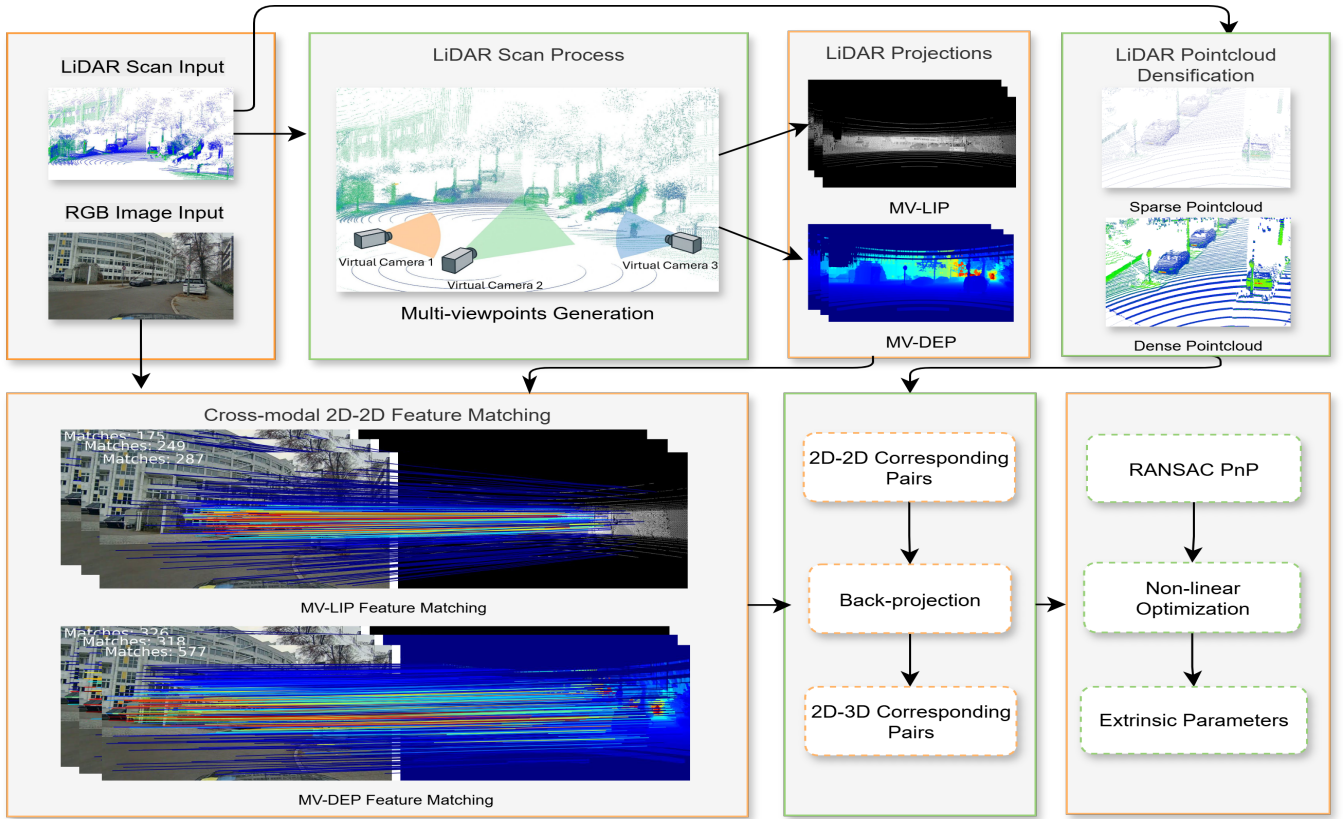 LiDAR Scan Input
RGB Image Input
LiDAR Scan Process
Virtual Camera 1
Virtual Camera 2
Virtual Camera 3
Multi-viewpoints Generation
LiDAR Projections
MV-LIP
MV-DEP
LiDAR Pointcloud
Densification
Sparse Pointcloud
Dense Pointcloud
Cross-modal 2D-2D Feature Matching
Matches: 175
Matches: 249
Matches: 287
MV-LIP Feature Matching
Matches: 326
Matches: 318
Matches: 577
MV-DEP Feature Matching
2D-2D Corresponding
Pairs
Back-projection
2D-3D Corresponding
Pairs
RANSAC PnP
Non-linear
Optimization
Extrinsic Parameters